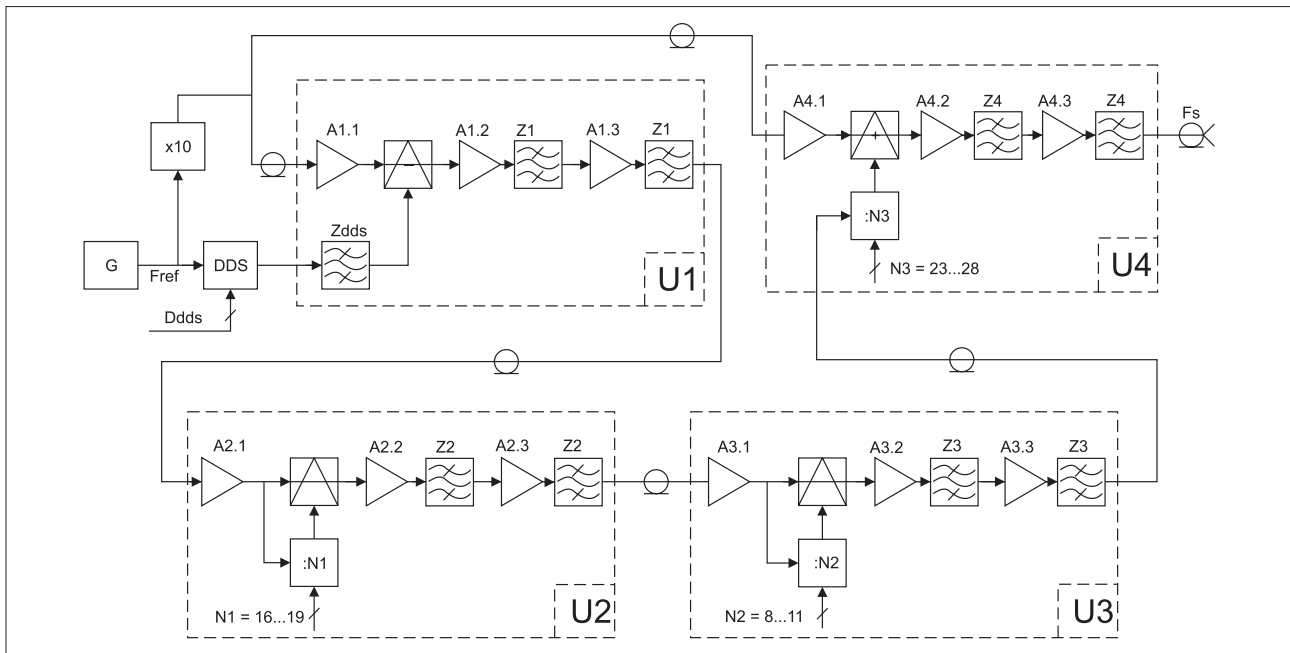 x10
G
Fref
DDS
Ddds
A1.1
A1.2
Z1
A1.3
Z1
Zdds
U1
A4.1
A4.2
Z4
A4.3
Z4
Fs
:N3
N3 = 23...28
U4
A2.1
A2.2
Z2
A2.3
Z2
:N1
N1 = 16...19
U2
A3.1
A3.2
Z3
A3.3
Z3
:N2
N2 = 8...11
U3